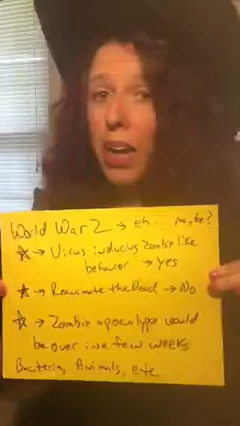 World War Z → eh... maybe?
☆ → Virus inducing Zombie like
behavior → yes
☆ → Reanimate the Dead → No
☆ → Zombie apocalypse would
be over in a few weeks
Bacteria, Animals, etc